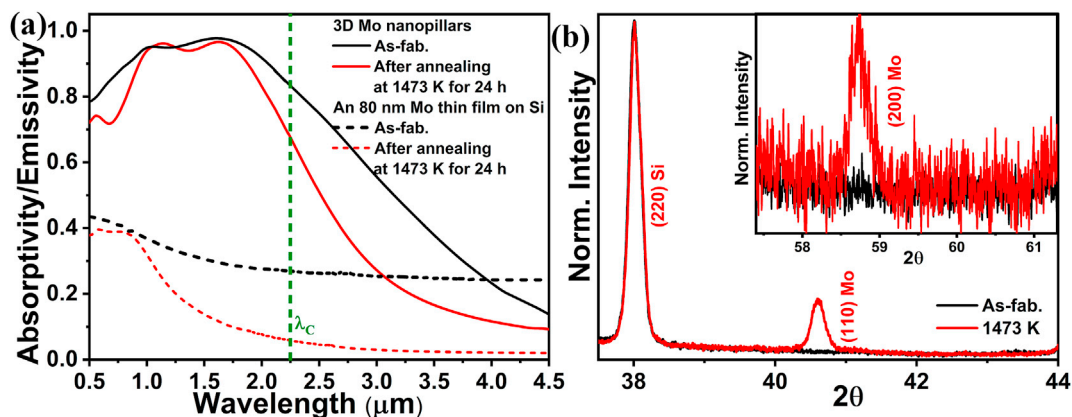 (a)
Absorptivity/Emissivity
1.0
0.8
0.6
0.4
0.2
0.0
3D Mo nanopillars
As-fab.
After annealing
at 1473 K for 24 h
An 80 nm Mo thin film on Si
As-fab.
After annealing
at 1473 K for 24 h
λC
0.5 1.0 1.5 2.0 2.5 3.0 3.5 4.0 4.5
Wavelength (μm)
(b)
Norm. Intensity
(220) Si
(110) Mo
Norm. Intensity
(200) Mo
58 59 60 61
2θ
As-fab.
1473 K
38 40 42 44
2θ